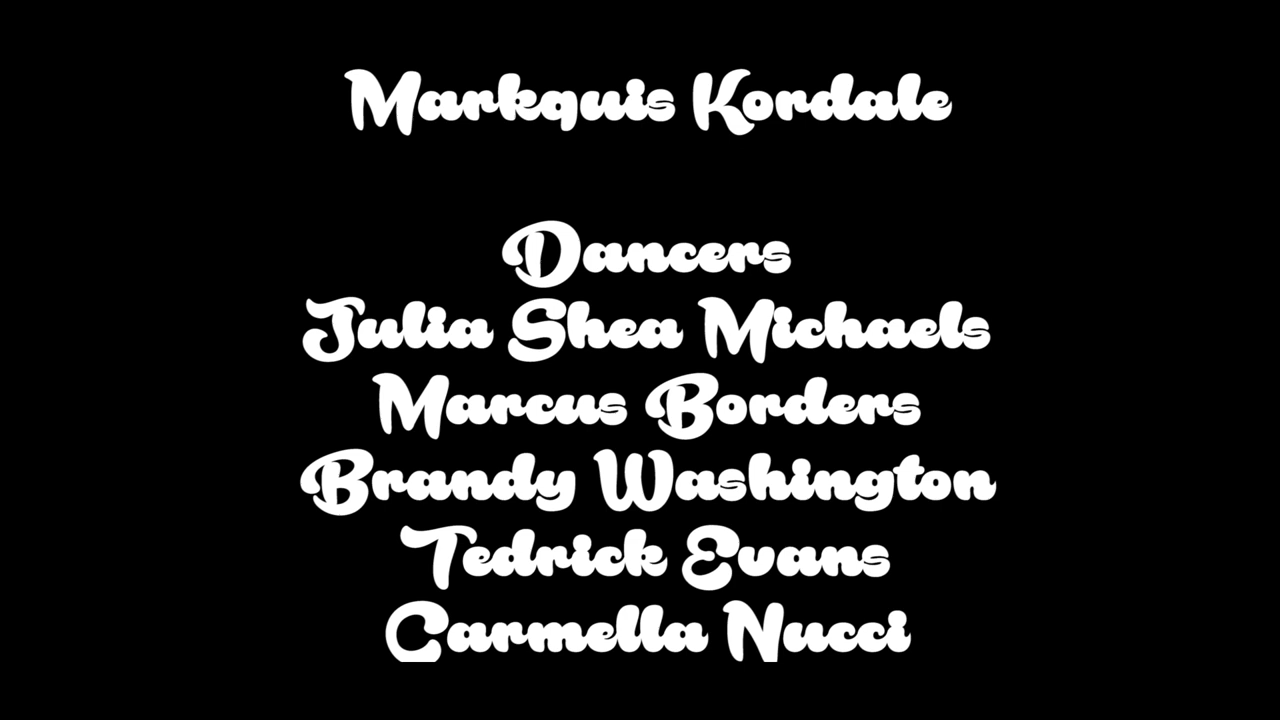 Markquis Kordale
Dancers
Julia Shea Michaels
Marcus Borders
Brandy Washington
Tedrick Evans
Carmella Nucci